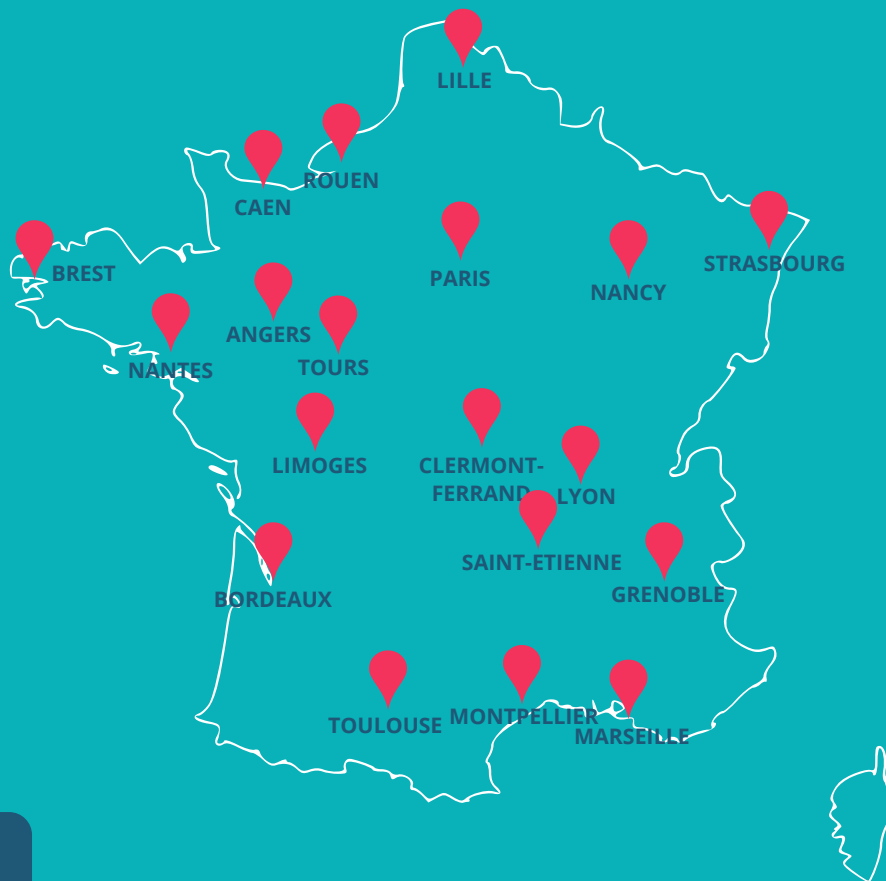 LILLE
ROUEN
CAEN
BREST
PARIS
STRASBOURG
NANCY
ANGERS
TOURS
NANTES
LIMOGES
CLERMONT-
FERRAND
LYON
SAINT-ETIENNE
GRENOBLE
BORDEAUX
TOULOUSE
MONTPELLIER
MARSEILLE